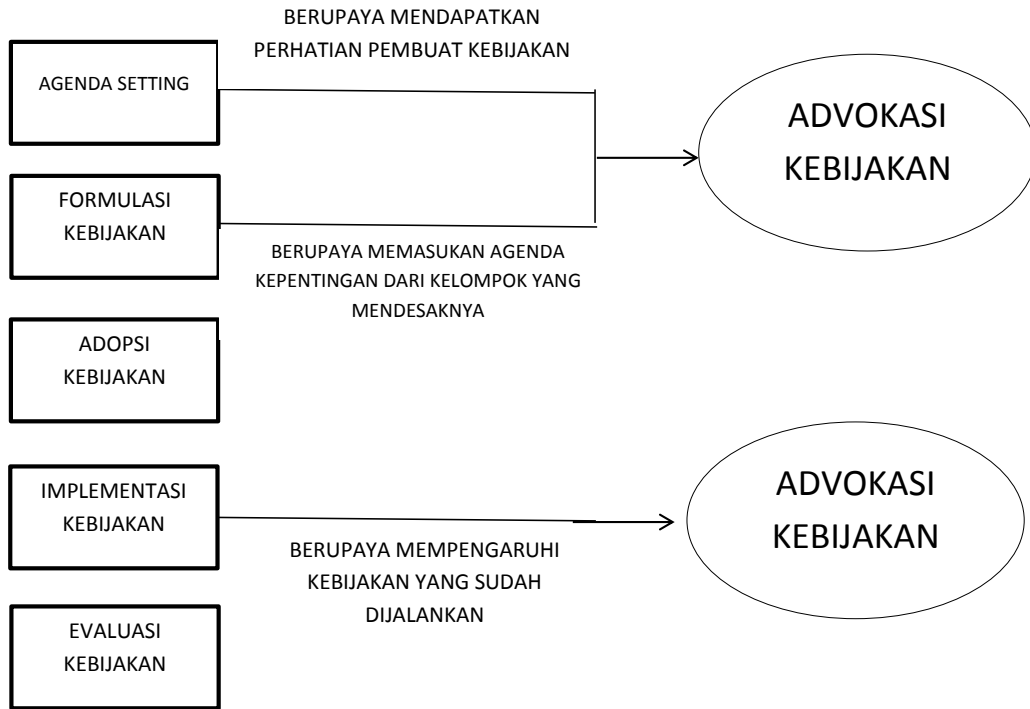 BERUPAYA MENDAPATKAN
PERHATIAN PEMBUAT KEBIJAKAN
AGENDA SETTING
ADVOKASI
KEBIJAKAN
FORMULASI
KEBIJAKAN
BERUPAYA MEMASUKAN AGENDA
KEPENTINGAN DARI KELOMPOK YANG
MENDESAKNYA
ADOPSI
KEBIJAKAN
IMPLEMENTASI
KEBIJAKAN
ADVOKASI
KEBIJAKAN
BERUPAYA MEMPENGARUHI
KEBIJAKAN YANG SUDAH
DIJALANKAN
EVALUASI
KEBIJAKAN